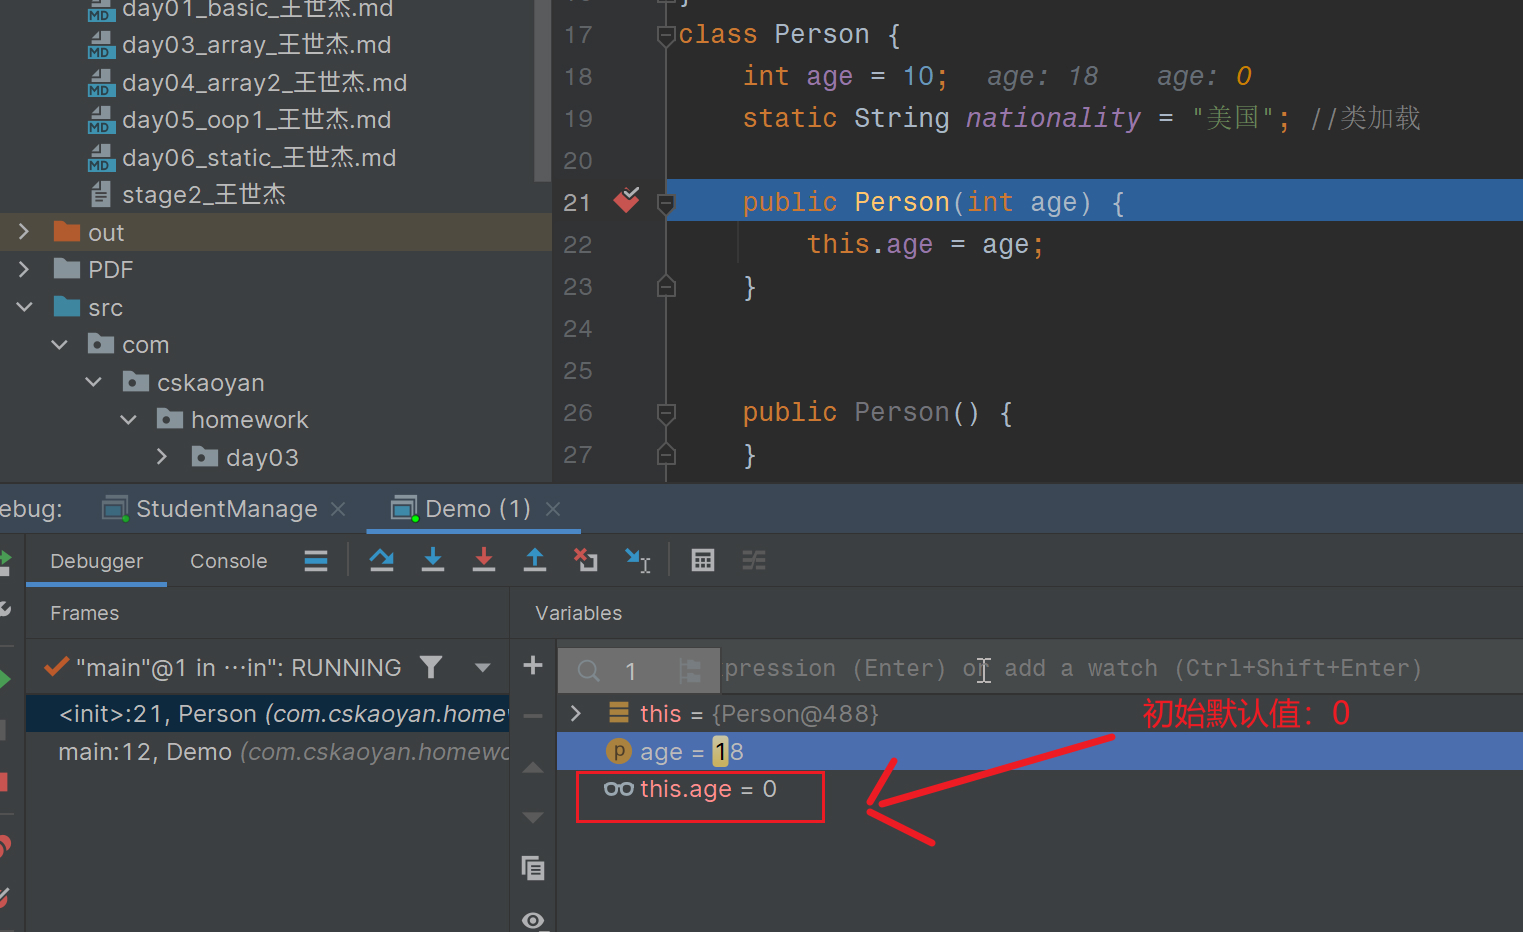 day01_basic_王世杰.md
day03_array_王世杰.md
day04_array2_王世杰.md
day05_oop1_王世杰.md
day06_static_王世杰.md
stage2_王世杰
out
PDF
src
com
cskaoyan
homework
day03
17 class Person {
18 int age = 10; age: 18 age: 0
19 static String nationality = "美国"; //类加载
20
21 public Person(int age) {
22 this.age = age;
23 }
24
25
26 public Person() {
27 }
ebug: StudentManage Demo (1)
Debugger Console
Frames Variables
"main"@1 in ···in": RUNNING
<init>:21, Person (com.cskaoyan.home
main:12, Demo (com.cskaoyan.homew
1 pression (Enter) or add a watch (Ctrl+Shift+Enter)
this = {Person@488}
初始默认值：0
p age = 18
this.age = 0